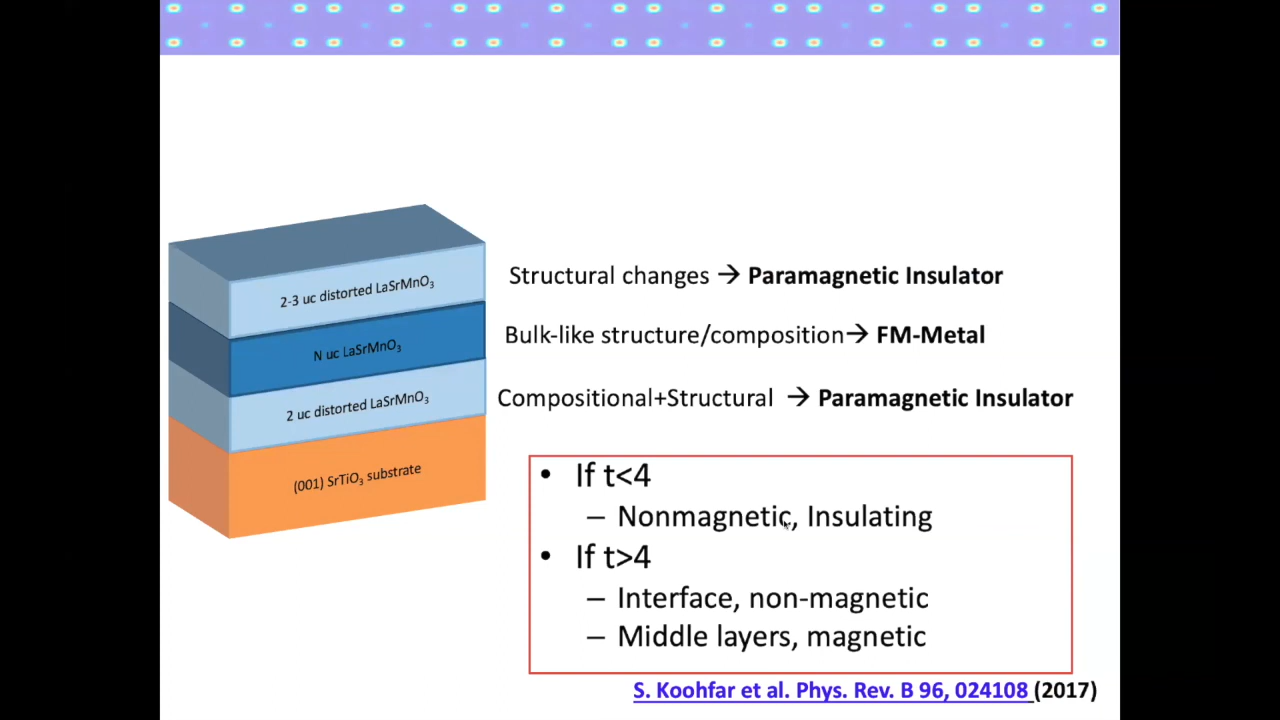 2-3 uc distorted LaSrMnO₃
Structural changes → Paramagnetic Insulator
N uc LaSrMnO₃
Bulk-like structure/composition→ FM-Metal
2 uc distorted LaSrMnO₃
Compositional+Structural → Paramagnetic Insulator
(001) SrTiO₃ substrate
• If t<4
– Nonmagnetic, Insulating
• If t>4
– Interface, non-magnetic
– Middle layers, magnetic
S. Koohfar et al. Phys. Rev. B 96, 024108 (2017)